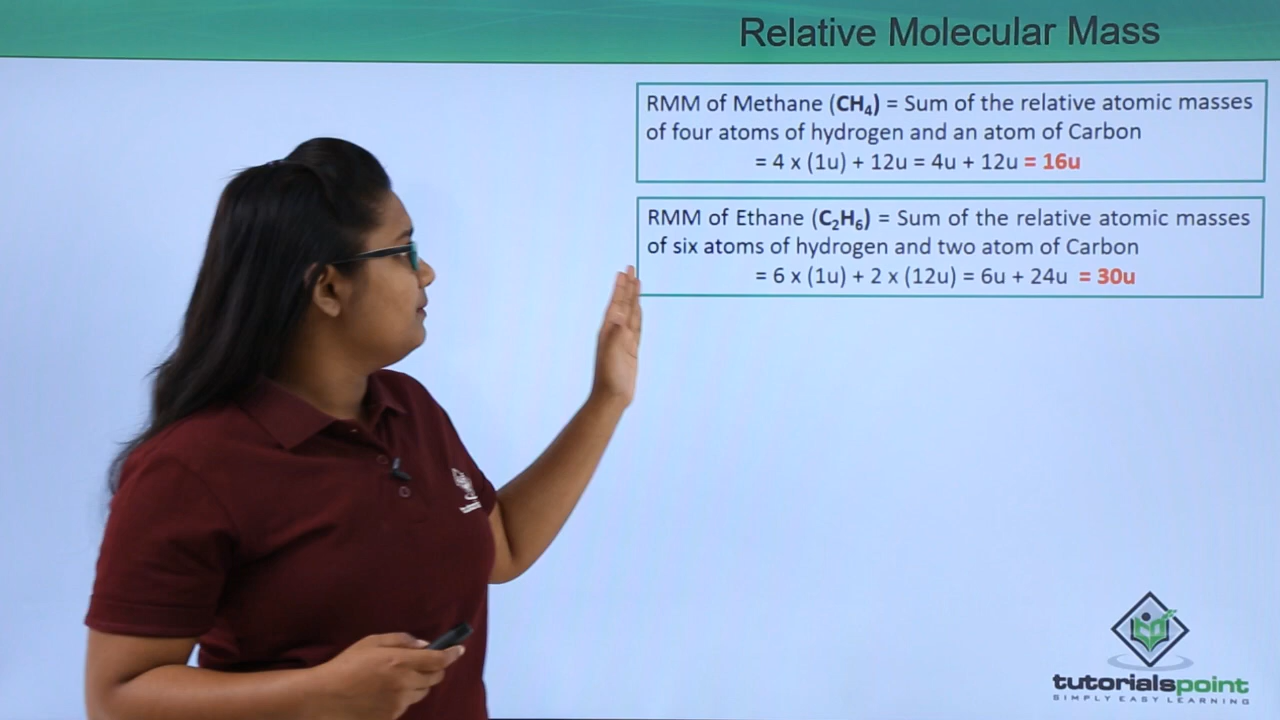 Relative Molecular Mass
RMM of Methane (CH₄) = Sum of the relative atomic masses
of four atoms of hydrogen and an atom of Carbon
= 4 x (1u) + 12u = 4u + 12u = 16u
RMM of Ethane (C₂H₆) = Sum of the relative atomic masses
of six atoms of hydrogen and two atom of Carbon
= 6 x (1u) + 2 x (12u) = 6u + 24u = 30u
tutorialspoint
SIMPLY EASY LEARNING